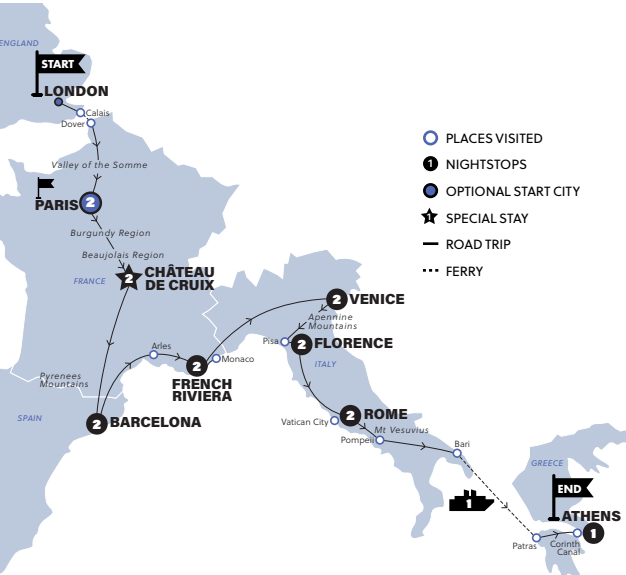 ENGLAND
START
LONDON
Calais
Dover
Valley of the Somme
PARIS
2
Burgundy Region
Beaujolais Region
FRANCE
2
CHÂTEAU
DE CRUIX
Arles
2
Monaco
FRENCH
RIVIERA
Pyrenees
Mountains
SPAIN
2
BARCELONA
2
VENICE
Apennine
Mountains
Pisa
2
FLORENCE
ITALY
2
ROME
Vatican City
Mt Vesuvius
Pompeii
Bari
1
GREECE
END
ATHENS
1
Patras
Corinth
Canal
PLACES VISITED
1
NIGHTSTOPS
OPTIONAL START CITY
1
SPECIAL STAY
ROAD TRIP
FERRY